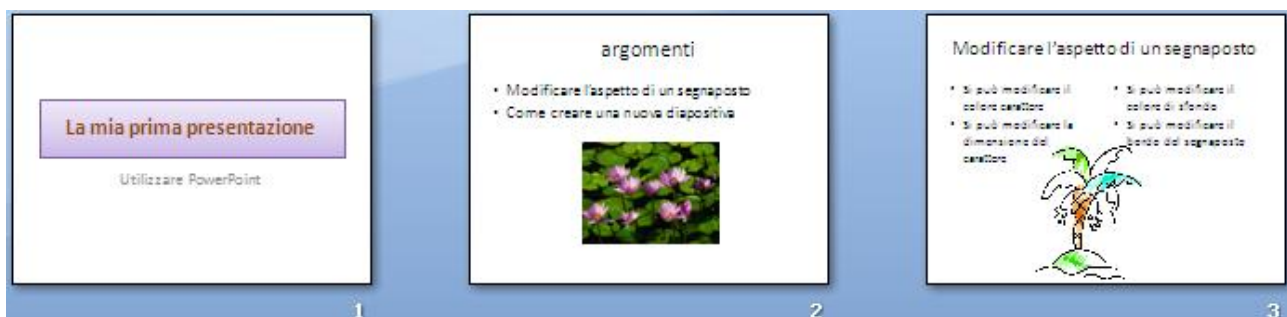 La mia prima presentazione
Utilizzare PowerPoint
1
argomenti
• Modificare l'aspetto di un segnaposto
• Come creare una nuova diapositiva
2
Modificare l'aspetto di un segnaposto
• Si può modificare il
colore carattere
• Si può modificare la
dimensione del
carattere
• Si può modificare il
colore di sfondo
• Si può modificare il
bordo del segnaposto
3